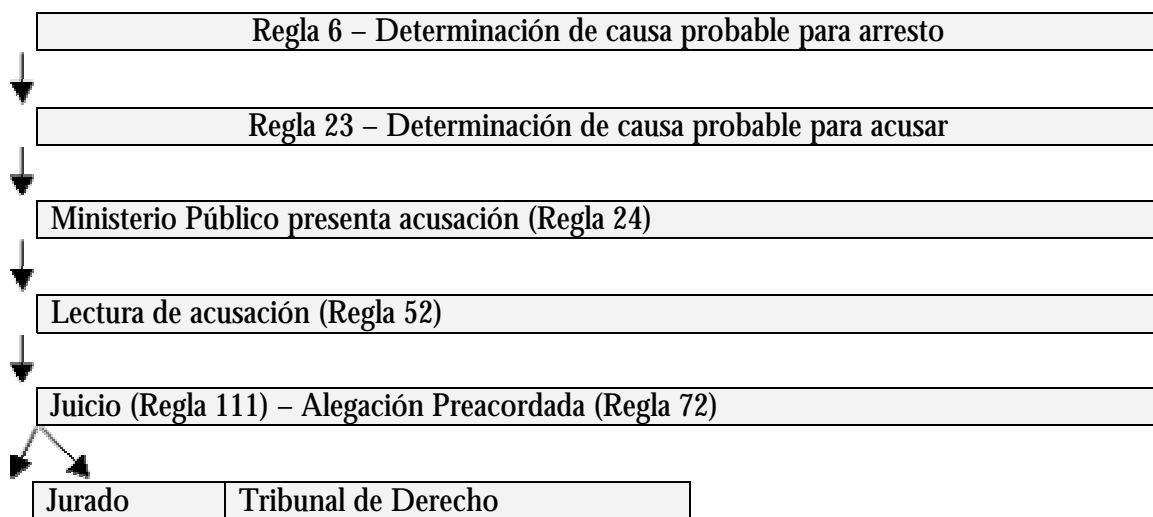 Regla 6 – Determinación de causa probable para arresto
Regla 23 – Determinación de causa probable para acusar
Ministerio Público presenta acusación (Regla 24)
Lectura de acusación (Regla 52)
Juicio (Regla 111) – Alegación Preacordada (Regla 72)
Jurado Tribunal de Derecho